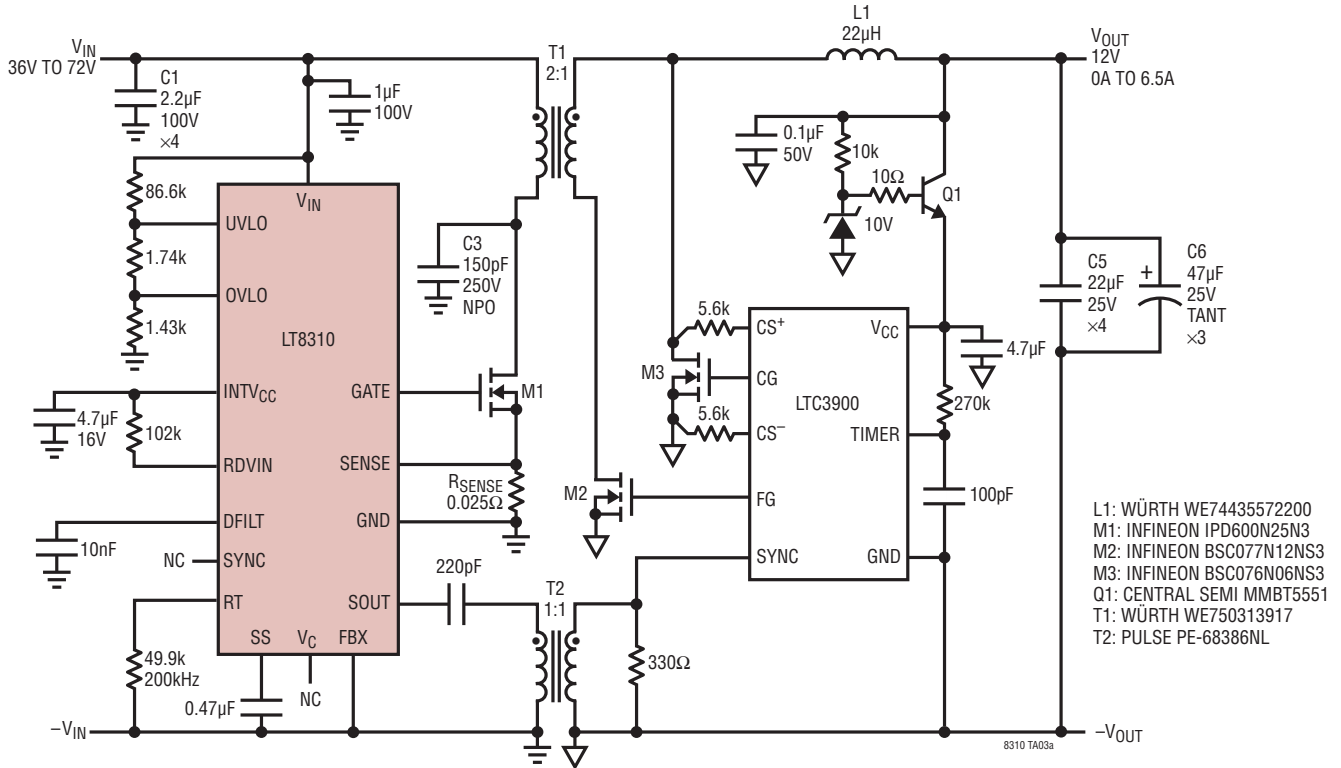 VIN
36V TO 72V
C1
2.2µF
100V
×4
1µF
100V
T1
2:1
L1
22µH
VOUT
12V
0A TO 6.5A
86.6k
1.74k
1.43k
VIN
UVLO
OVLO
LT8310
INTVCC
GATE
RDVIN
SENSE
DFILT
GND
SYNC
RT
SOUT
SS
VC
FBX
4.7µF
16V
102k
10nF
NC
49.9k
200kHz
0.47µF
NC
–VIN
C3
150pF
250V
NPO
M1
RSENSE
0.025Ω
220pF
T2
1:1
330Ω
M2
M3
5.6k
5.6k
0.1µF
50V
10k
10Ω
10V
Q1
CS+
VCC
CG
LTC3900
CS–
TIMER
FG
SYNC
GND
4.7µF
270k
100pF
C5
22µF
25V
×4
+
C6
47µF
25V
TANT
×3
L1: WÜRTH WE74435572200
M1: INFINEON IPD600N25N3
M2: INFINEON BSC077N12NS3
M3: INFINEON BSC076N06NS3
Q1: CENTRAL SEMI MMBT5551
T1: WÜRTH WE750313917
T2: PULSE PE-68386NL
–VOUT
8310 TA03a